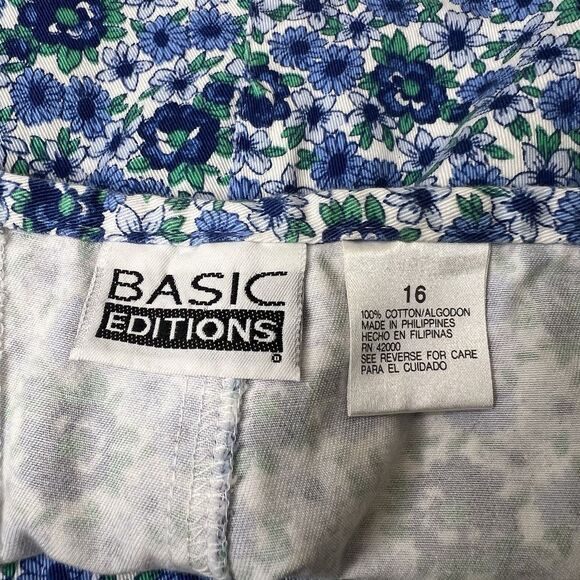 BASIC
EDITIONS
16
100% COTTON/ALGODON
MADE IN PHILIPPINES
HECHO EN FILIPINAS
RN 42000
SEE REVERSE FOR CARE
PARA EL CUIDADO